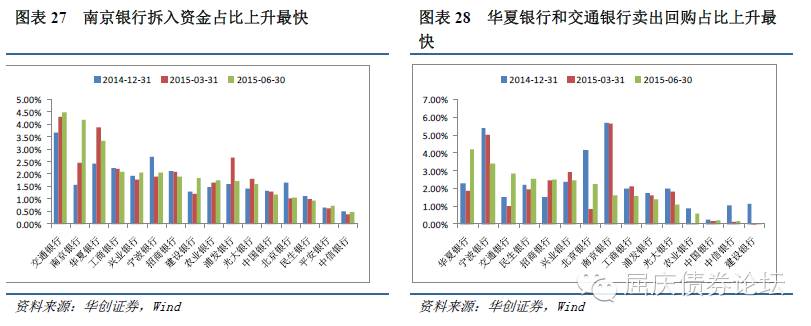 图表 27 南京银行拆入资金占比上升最快
2014-12-31 2015-03-31 2015-06-30
5.00%
4.50%
4.00%
3.50%
3.00%
2.50%
2.00%
1.50%
1.00%
0.50%
0.00%
交通银行
南京银行
华夏银行
工商银行
兴业银行
宁波银行
招商银行
建设银行
农业银行
浦发银行
光大银行
中国银行
北京银行
民生银行
平安银行
中信银行
资料来源：华创证券，Wind
图表 28 华夏银行和交通银行卖出回购占比上升最
快
2014-12-31 2015-03-31 2015-06-30
7.00%
6.00%
5.00%
4.00%
3.00%
2.00%
1.00%
0.00%
华夏银行
宁波银行
交通银行
民生银行
招商银行
兴业银行
北京银行
南京银行
工商银行
浦发银行
光大银行
农业银行
中国银行
中信银行
建设银行
资料来源：华创证券，Wind
屈庆债券论坛